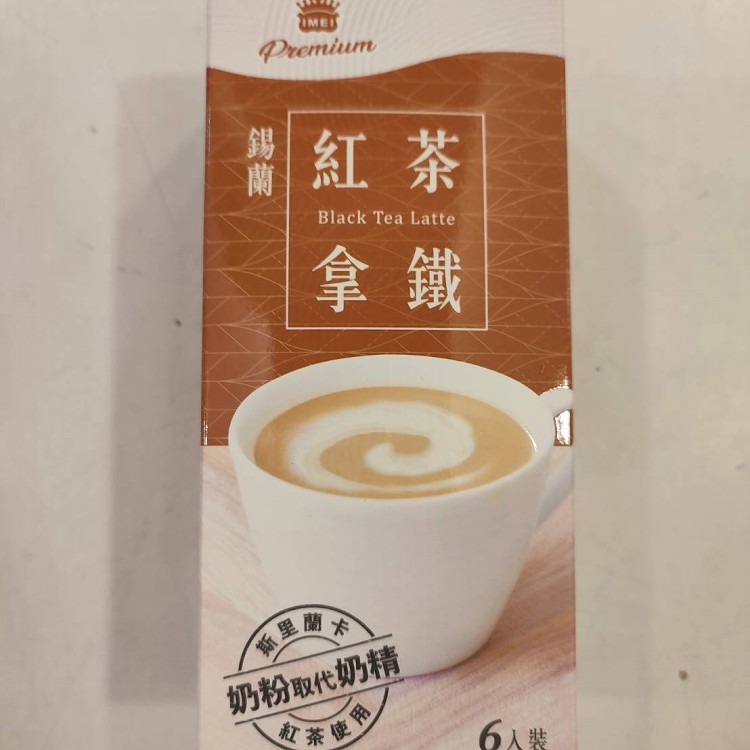 IMEI
Premium
錫蘭
紅茶
Black Tea Latte
拿鐵
斯里蘭卡
奶粉取代奶精
紅茶使用
6入裝